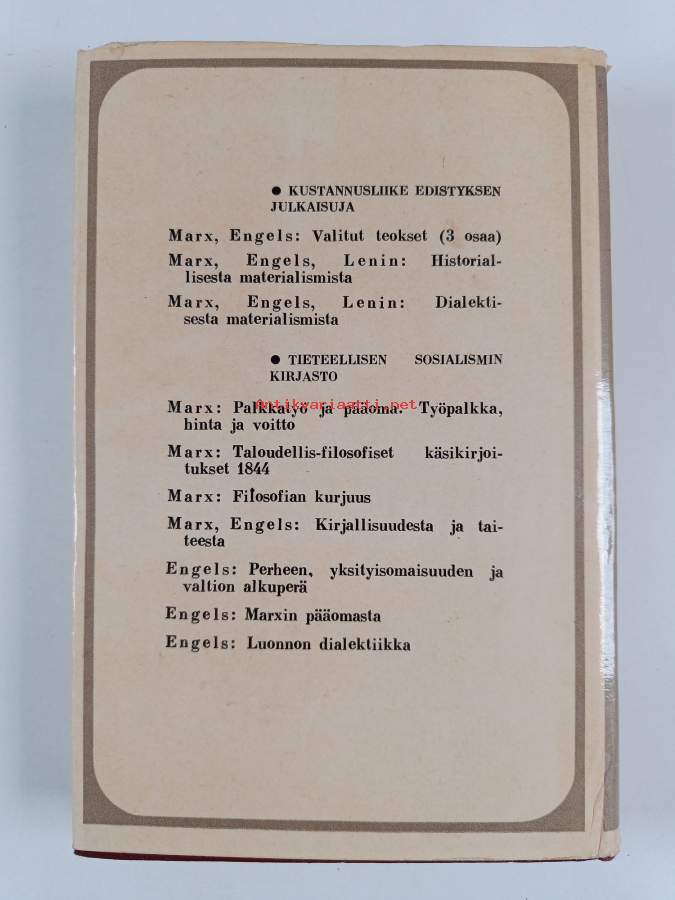 ● KUSTANNUSLIIKE EDISTYKSEN
JULKAISUJA
Marx, Engels: Valitut teokset (3 osaa)
Marx, Engels, Lenin: Historial-
lisesta materialismista
Marx, Engels, Lenin: Dialekti-
sesta materialismista
● TIETEELLISEN SOSIALISMIN
KIRJASTO
Antikvariaatti.net
Marx: Palkkatyö ja pääoma. Työpalkka,
hinta ja voitto
Marx: Taloudellis-filosofiset käsikirjoi-
tukset 1844
Marx: Filosofian kurjuus
Marx, Engels: Kirjallisuudesta ja tai-
teesta
Engels: Perheen, yksityisomaisuuden ja
valtion alkuperä
Engels: Marxin pääomasta
Engels: Luonnon dialektiikka